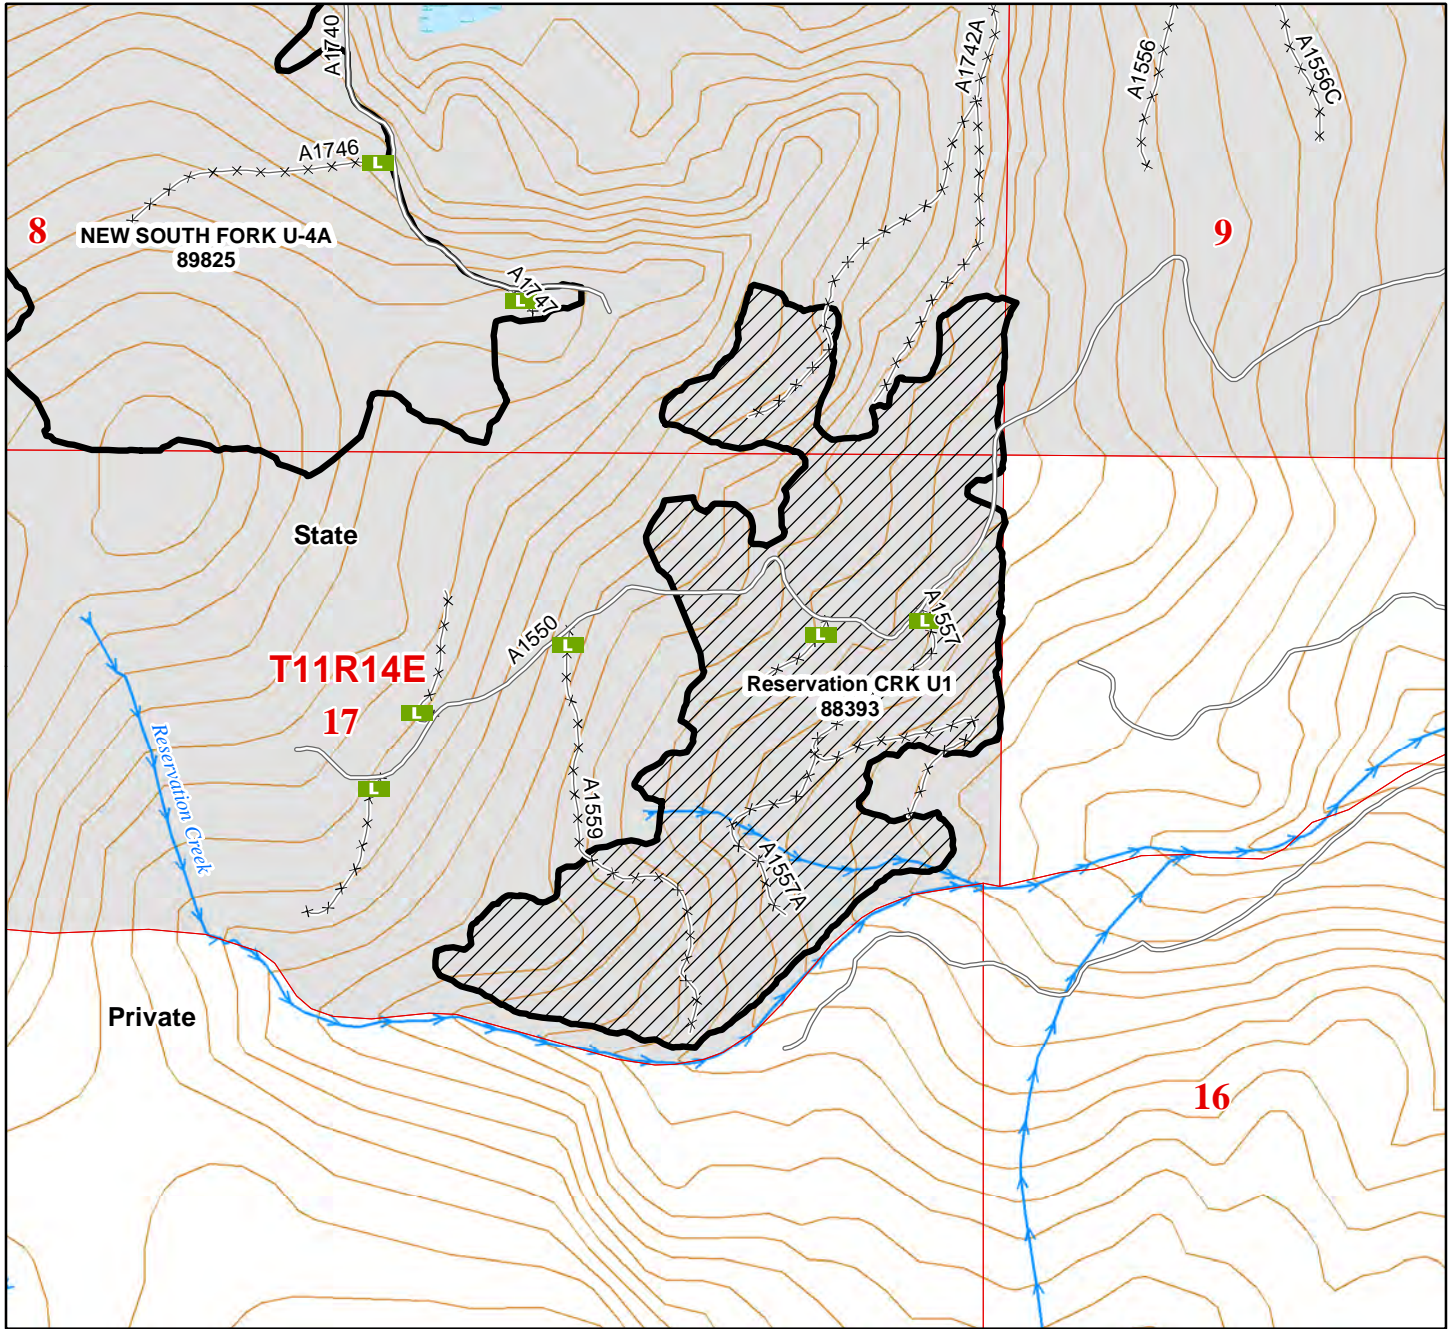 A1740
A1742A
A1556
A1556C
A1746
L
8
NEW SOUTH FORK U-4A
89825
9
A1747
L
State
A1550
L
A1557
L
L
T11R14E
17
L
Reservation CRK U1
88393
Reservation Creek
L
A1559
A1557A
Private
16